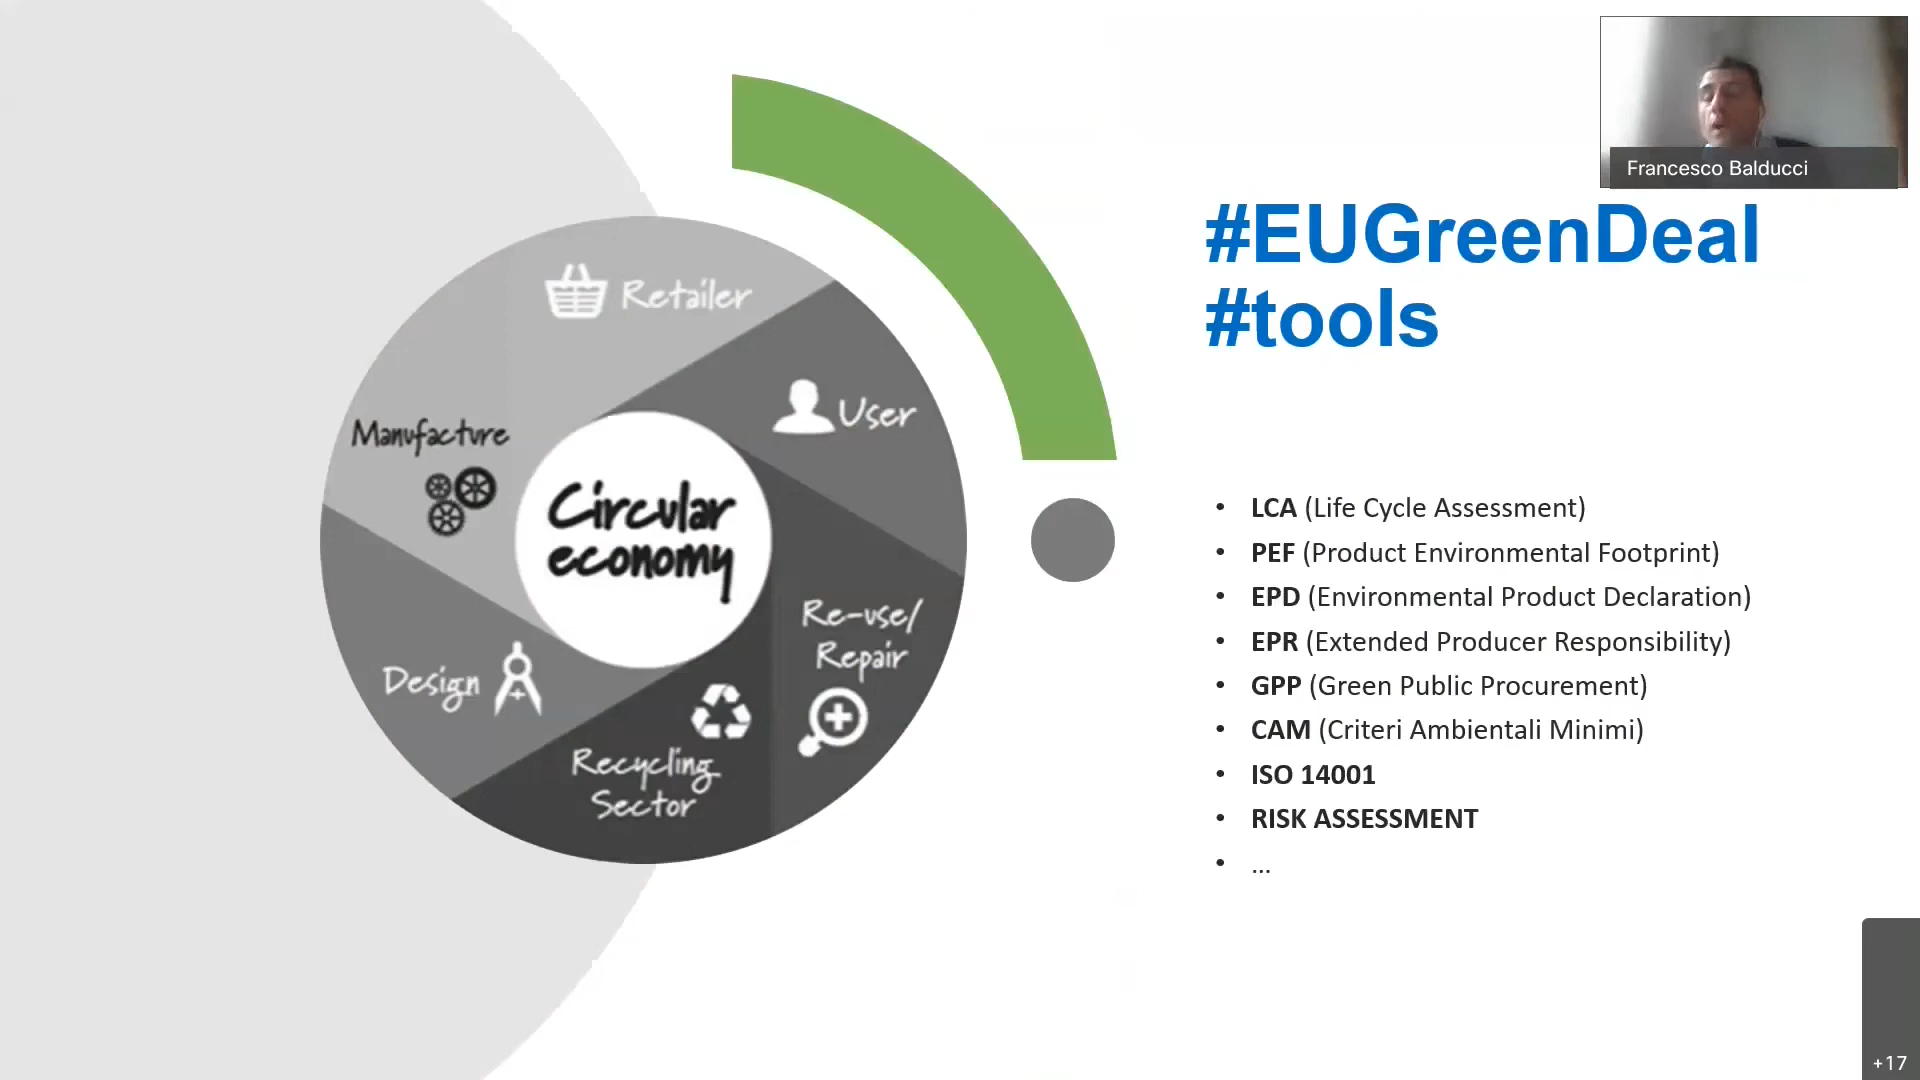 Francesco Balducci
#EUGreenDeal
#tools
Retailer
User
Manufacture
Circular
economy
Re-use/
Repair
Design
Recycling
Sector
• LCA (Life Cycle Assessment)
• PEF (Product Environmental Footprint)
• EPD (Environmental Product Declaration)
• EPR (Extended Producer Responsibility)
• GPP (Green Public Procurement)
• CAM (Criteri Ambientali Minimi)
• ISO 14001
• RISK ASSESSMENT
• ...
+17